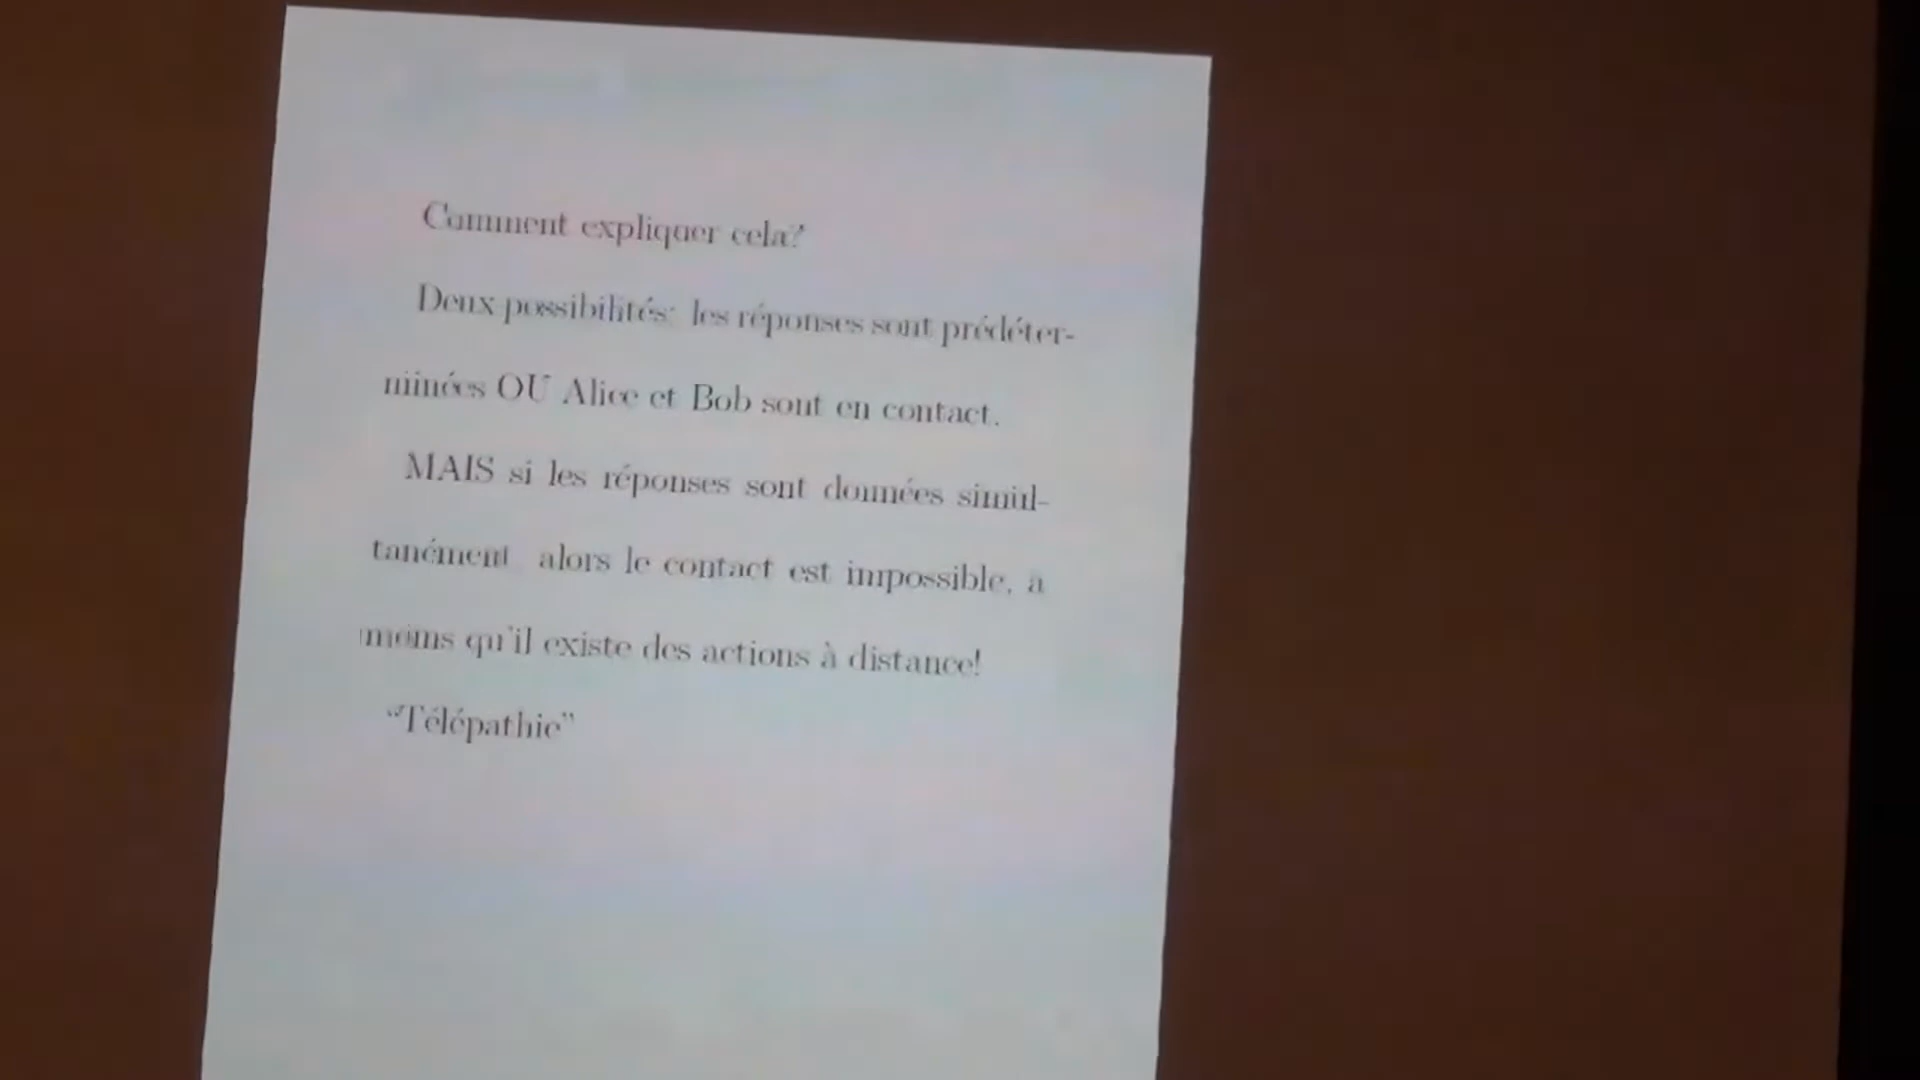 Comment expliquer cela?
Deux possibilités: les réponses sont prédéter-
minées OU Alice et Bob sont en contact.
MAIS si les réponses sont données simul-
tanément, alors le contact est impossible, a
moins qu'il existe des actions à distance!
“Télépathie”